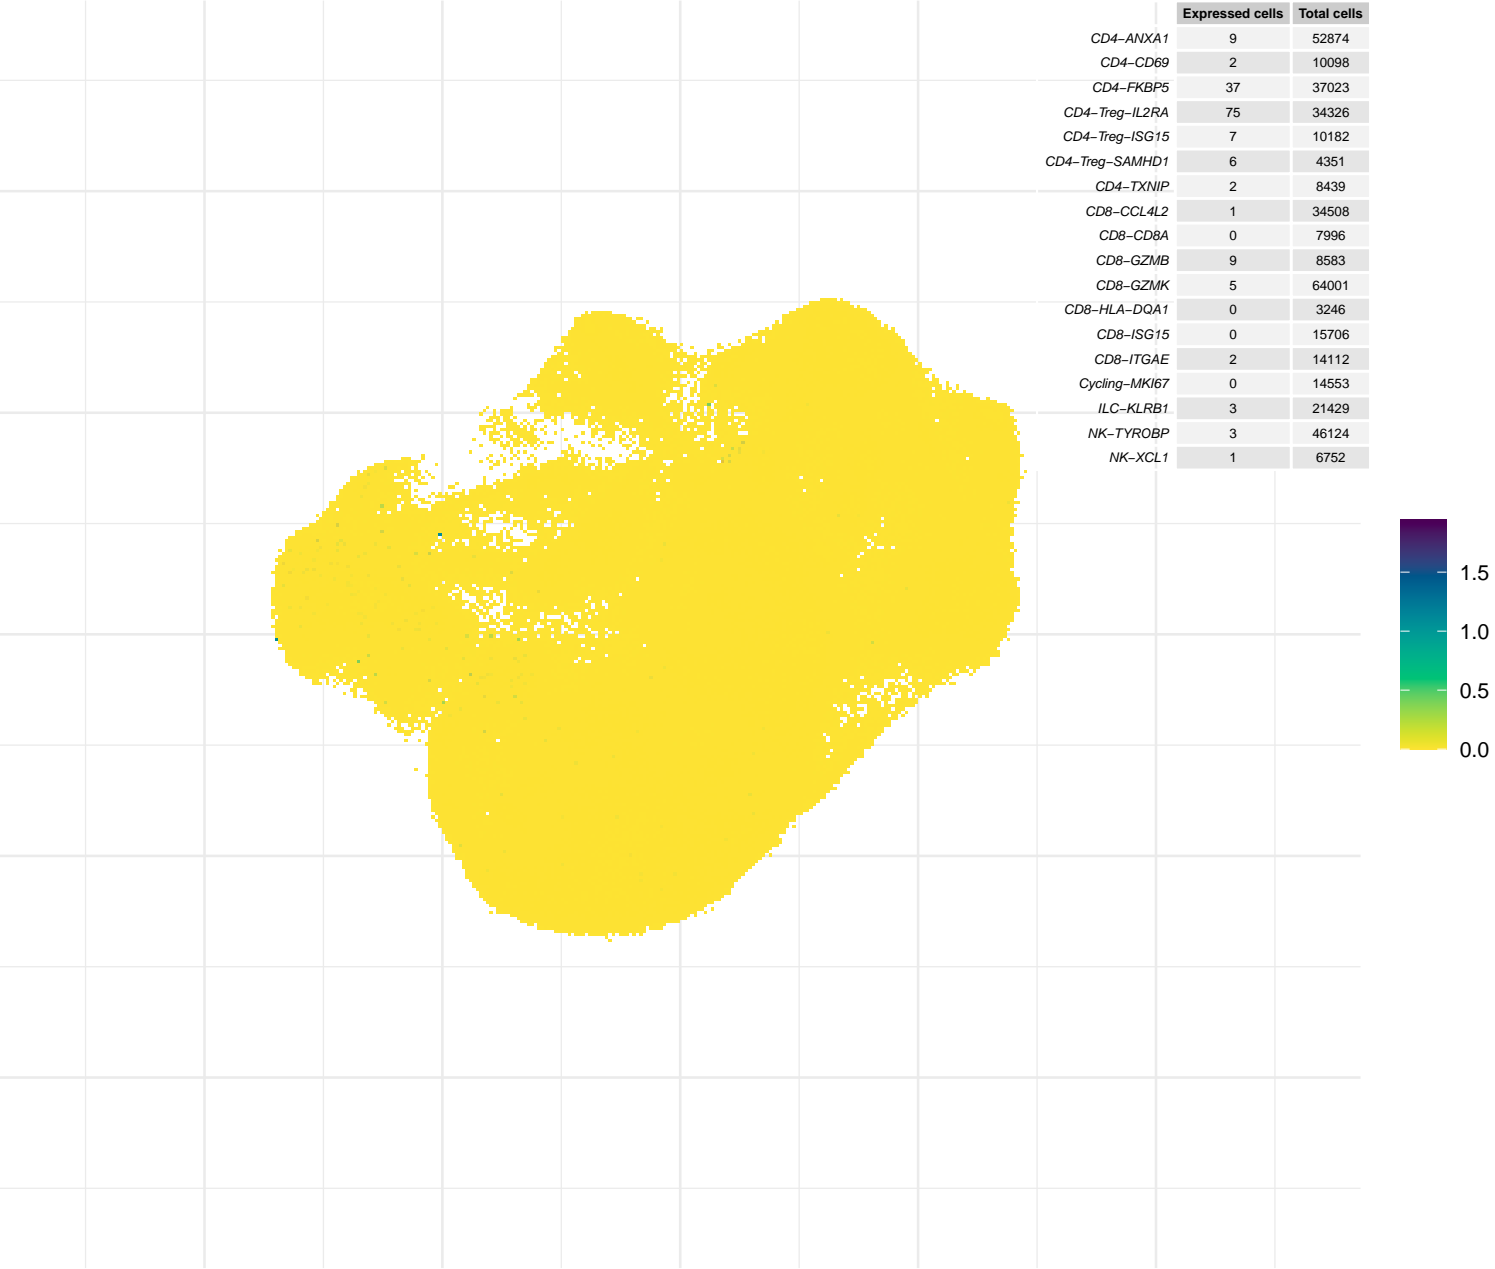 Expressed cells Total cells
CD4−ANXA1 9 52874
CD4−CD69 2 10098
CD4−FKBP5 37 37023
CD4−Treg−IL2RA 75 34326
CD4−Treg−ISG15 7 10182
CD4−Treg−SAMHD1 6 4351
CD4−TXNIP 2 8439
CD8−CCL4L2 1 34508
CD8−CD8A 0 7996
CD8−GZMB 9 8583
CD8−GZMK 5 64001
CD8−HLA−DQA1 0 3246
CD8−ISG15 0 15706
CD8−ITGAE 2 14112
Cycling−MKI67 0 14553
ILC−KLRB1 3 21429
NK−TYROBP 3 46124
NK−XCL1 1 6752
1.5
1.0
0.5
0.0